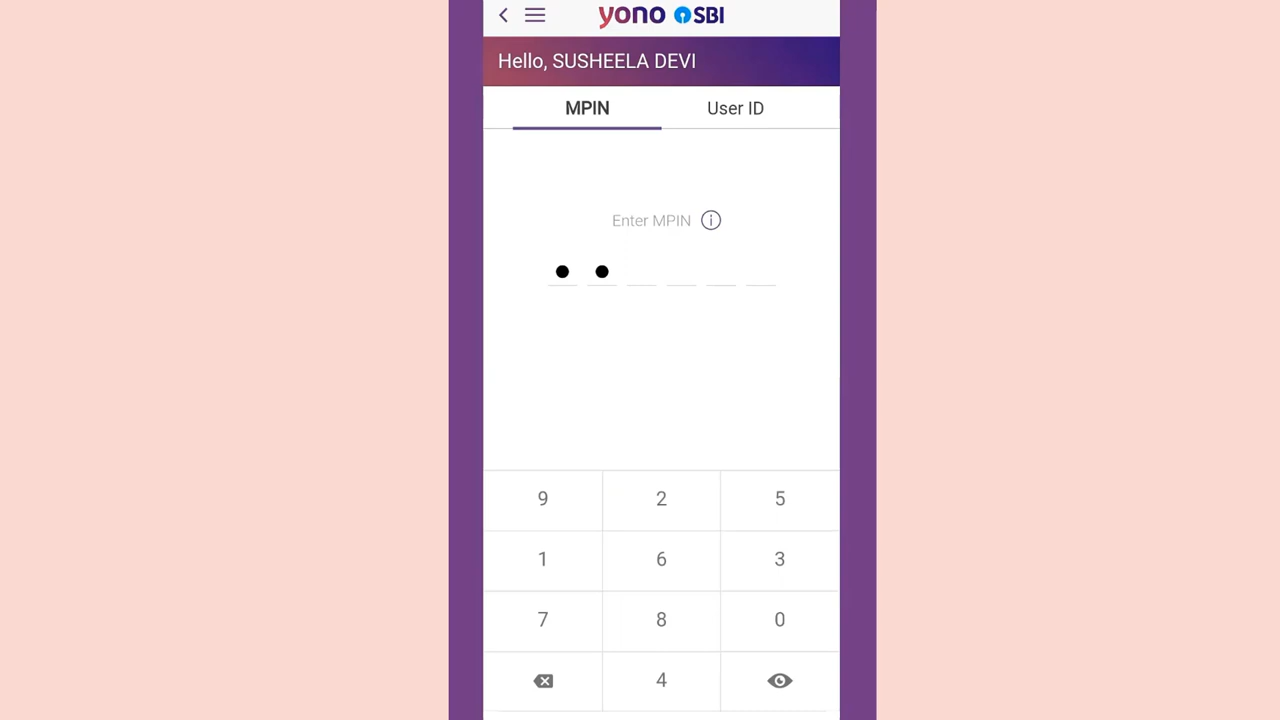 yono SBI
Hello, SUSHEELA DEVI
MPIN User ID
Enter MPIN
9 2 5
1 6 3
7 8 0
4